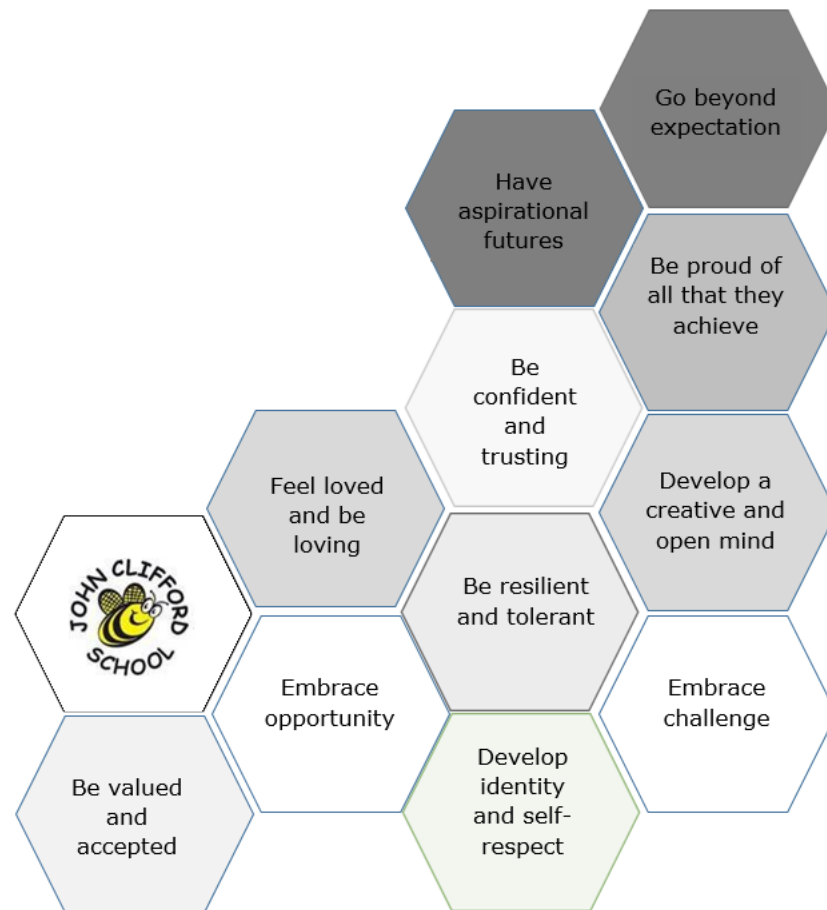 Go beyond
expectation
Have
aspirational
futures
Be proud of
all that they
achieve
Be
confident
and
trusting
Feel loved
and be
loving
Develop a
creative and
open mind
JOHN CLIFFORD
SCHOOL
Be resilient
and tolerant
Embrace
opportunity
Embrace
challenge
Be valued
and
accepted
Develop
identity
and self-
respect